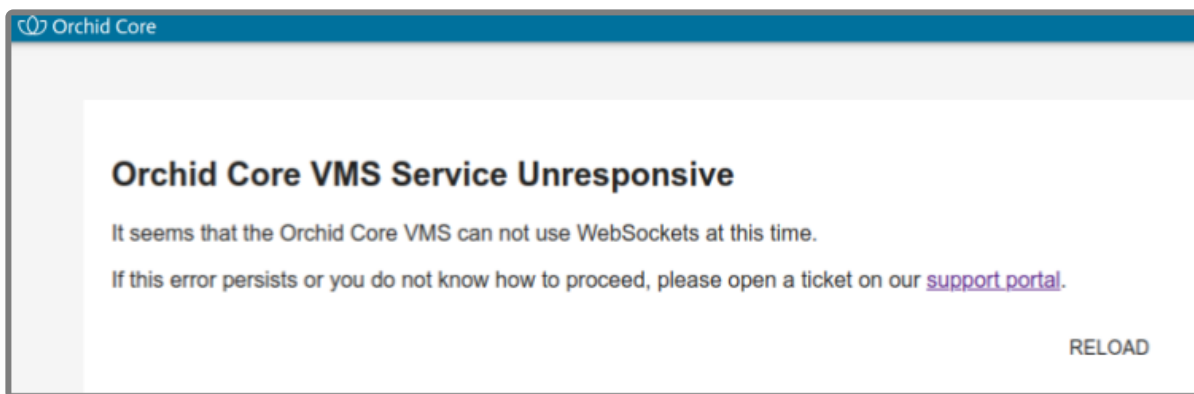 Orchid Core
Orchid Core VMS Service Unresponsive
It seems that the Orchid Core VMS can not use WebSockets at this time.
If this error persists or you do not know how to proceed, please open a ticket on our support portal.
RELOAD